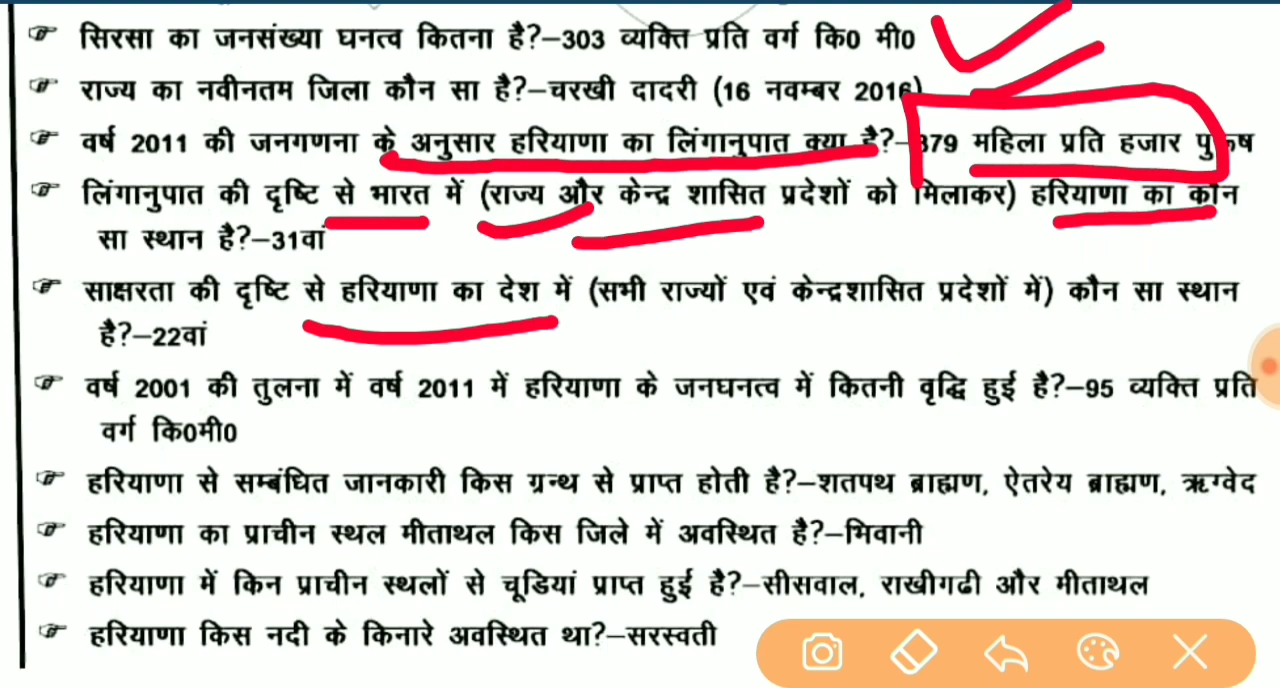 ☞ सिरसा का जनसंख्या घनत्व कितना है?–303 व्यक्ति प्रति वर्ग कि0 मी0
☞ राज्य का नवीनतम जिला कौन सा है?–चरखी दादरी (16 नवम्बर 2016)
☞ वर्ष 2011 की जनगणना के अनुसार हरियाणा का लिंगानुपात क्या है?–879 महिला प्रति हजार पुरुष
☞ लिंगानुपात की दृष्टि से भारत में (राज्य और केन्द्र शासित प्रदेशों को मिलाकर) हरियाणा का कौन
सा स्थान है?–31वां
☞ साक्षरता की दृष्टि से हरियाणा का देश में (सभी राज्यों एवं केन्द्रशासित प्रदेशों में) कौन सा स्थान
है?–22वां
☞ वर्ष 2001 की तुलना में वर्ष 2011 में हरियाणा के जनघनत्व में कितनी वृद्धि हुई है?–95 व्यक्ति प्रति
वर्ग कि0मी0
☞ हरियाणा से सम्बंधित जानकारी किस ग्रन्थ से प्राप्त होती है?–शतपथ ब्राह्मण, ऐतरेय ब्राह्मण, ऋग्वेद
☞ हरियाणा का प्राचीन स्थल मीताथल किस जिले में अवस्थित है?–भिवानी
☞ हरियाणा में किन प्राचीन स्थलों से चूडियां प्राप्त हुई है?–सीसवाल, राखीगढी और मीताथल
☞ हरियाणा किस नदी के किनारे अवस्थित था?–सरस्वती